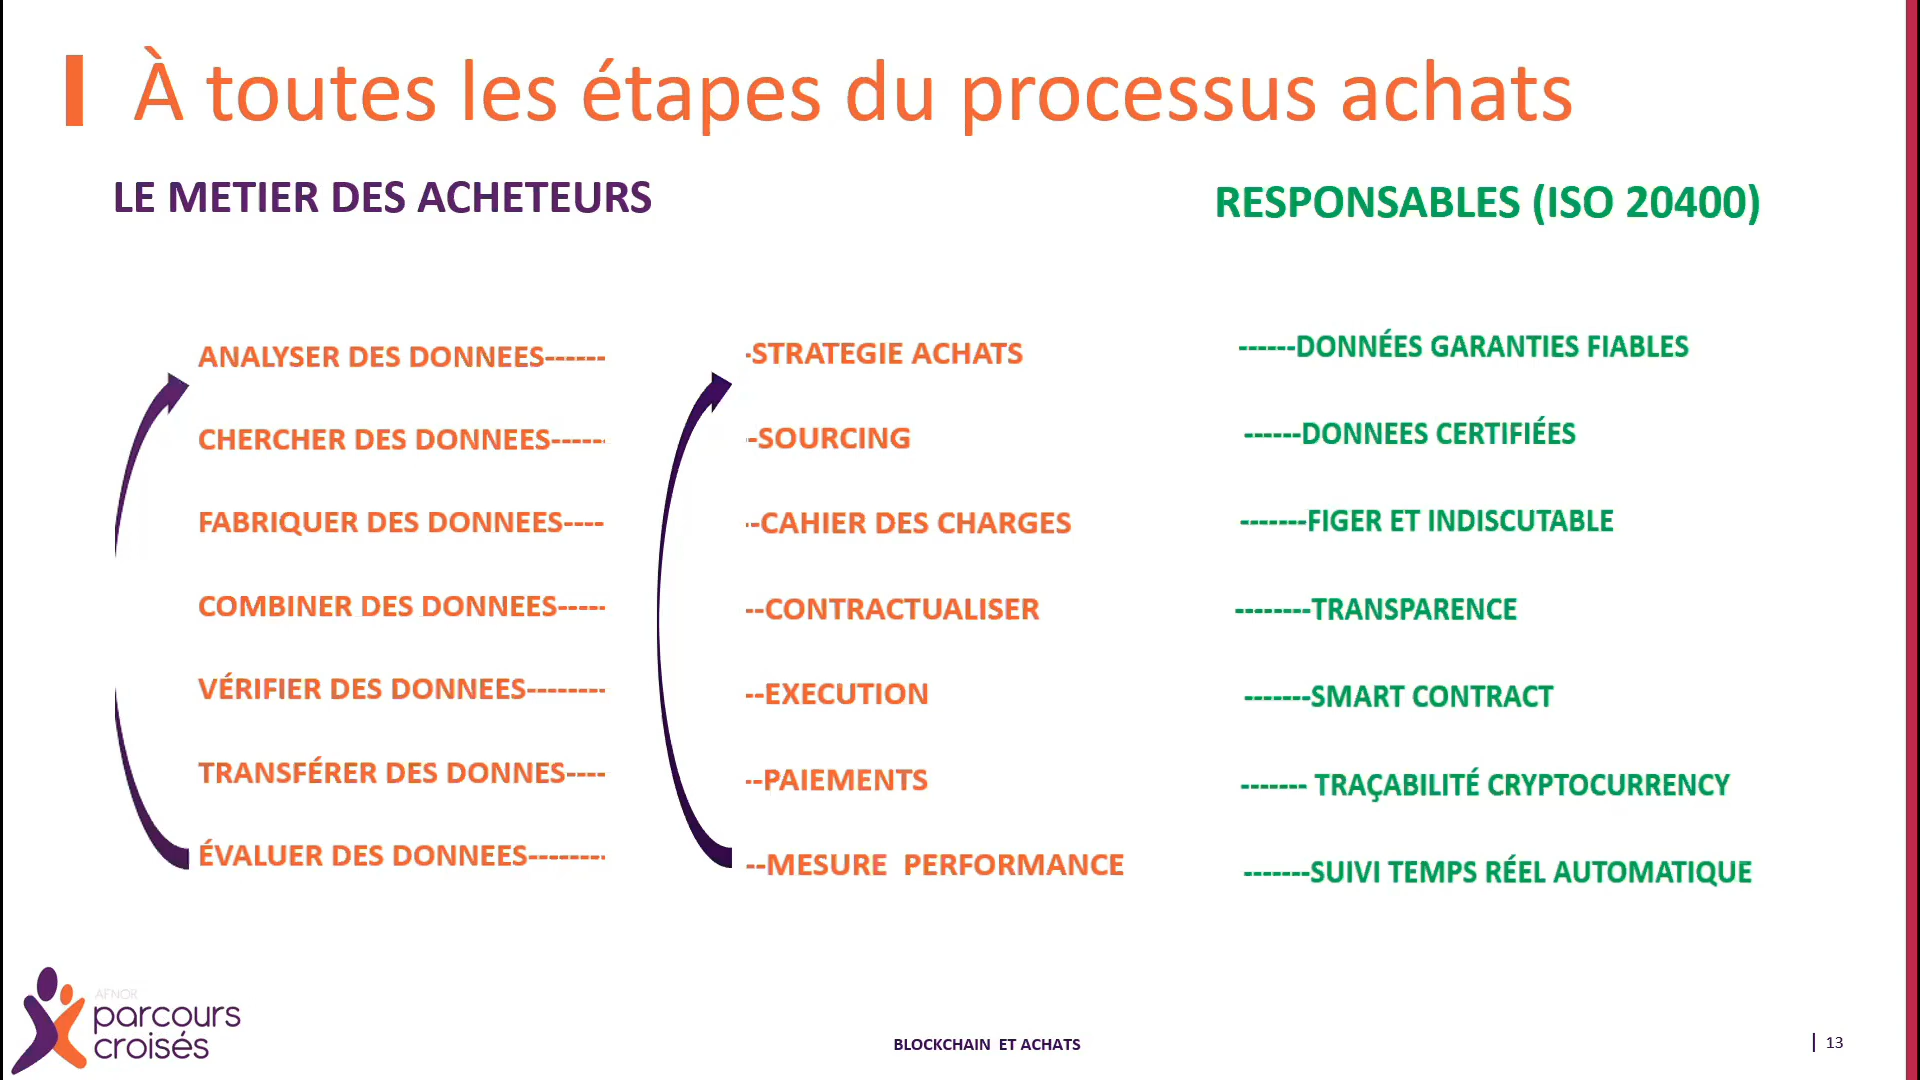 À toutes les étapes du processus achats
LE METIER DES ACHETEURS
RESPONSABLES (ISO 20400)
ANALYSER DES DONNEES------ -STRATEGIE ACHATS ------DONNÉES GARANTIES FIABLES
CHERCHER DES DONNEES------ --SOURCING ------DONNEES CERTIFIÉES
FABRIQUER DES DONNEES---- --CAHIER DES CHARGES -------FIGER ET INDISCUTABLE
COMBINER DES DONNEES----- --CONTRACTUALISER --------TRANSPARENCE
VÉRIFIER DES DONNEES-------- --EXECUTION -------SMART CONTRACT
TRANSFÉRER DES DONNES---- --PAIEMENTS ------- TRAÇABILITÉ CRYPTOCURRENCY
ÉVALUER DES DONNEES-------- --MESURE PERFORMANCE -------SUIVI TEMPS RÉEL AUTOMATIQUE
AFNOR
parcours
croisés
BLOCKCHAIN ET ACHATS
| 13